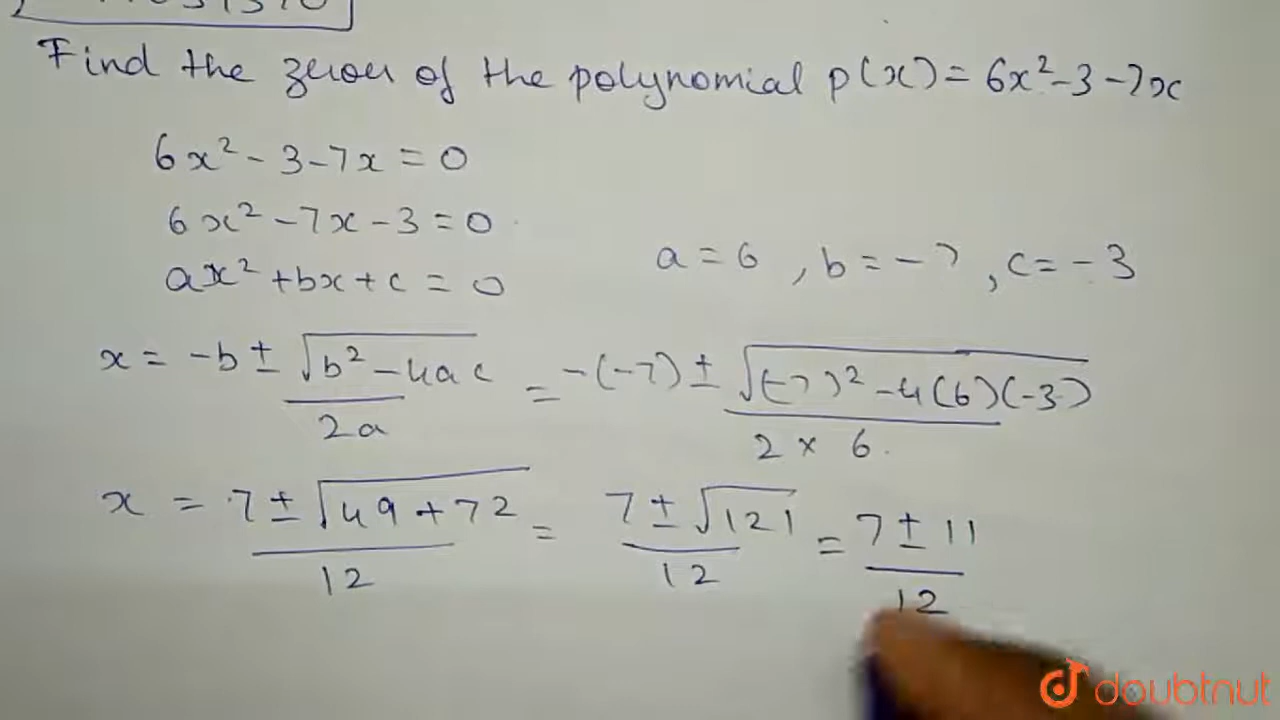 Find the zeroes of the polynomial p(x) = 6x² - 3 - 7x
6x² - 3 - 7x = 0
6x² - 7x - 3 = 0
ax² + bx + c = 0
a = 6, b = -7, c = -3
x = -b ± √b² - 4ac / 2a = -(-7) ± √(-7)² - 4(6)(-3) / 2 × 6
x = 7 ± √49 + 72 / 12 = 7 ± √121 / 12 = 7 ± 11 / 12
doubtnut